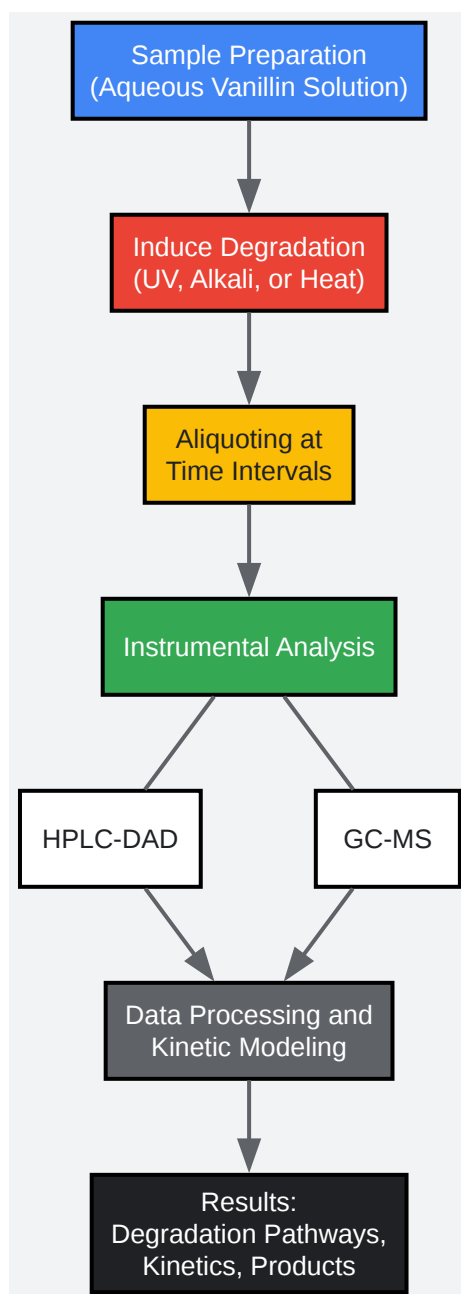 Sample Preparation
(Aqueous Vanillin Solution)
Induce Degradation
(UV, Alkali, or Heat)
Aliquoting at
Time Intervals
Instrumental Analysis
HPLC-DAD
GC-MS
Data Processing and
Kinetic Modeling
Results:
Degradation Pathways,
Kinetics, Products